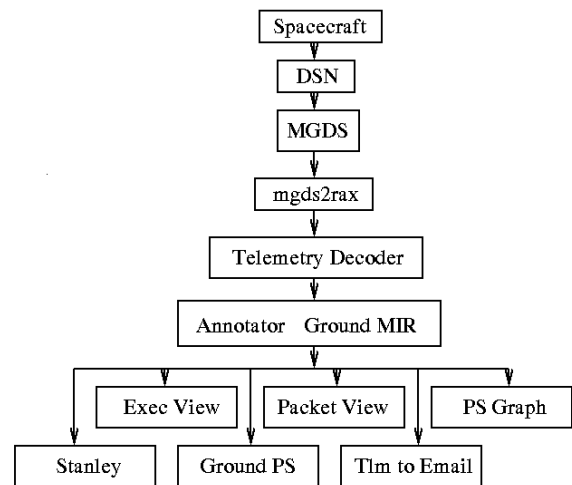 Spacecraft
DSN
MGDS
mgds2rax
Telemetry Decoder
Annotator Ground MIR
Exec View Packet View PS Graph
Stanley Ground PS Tlm to Email